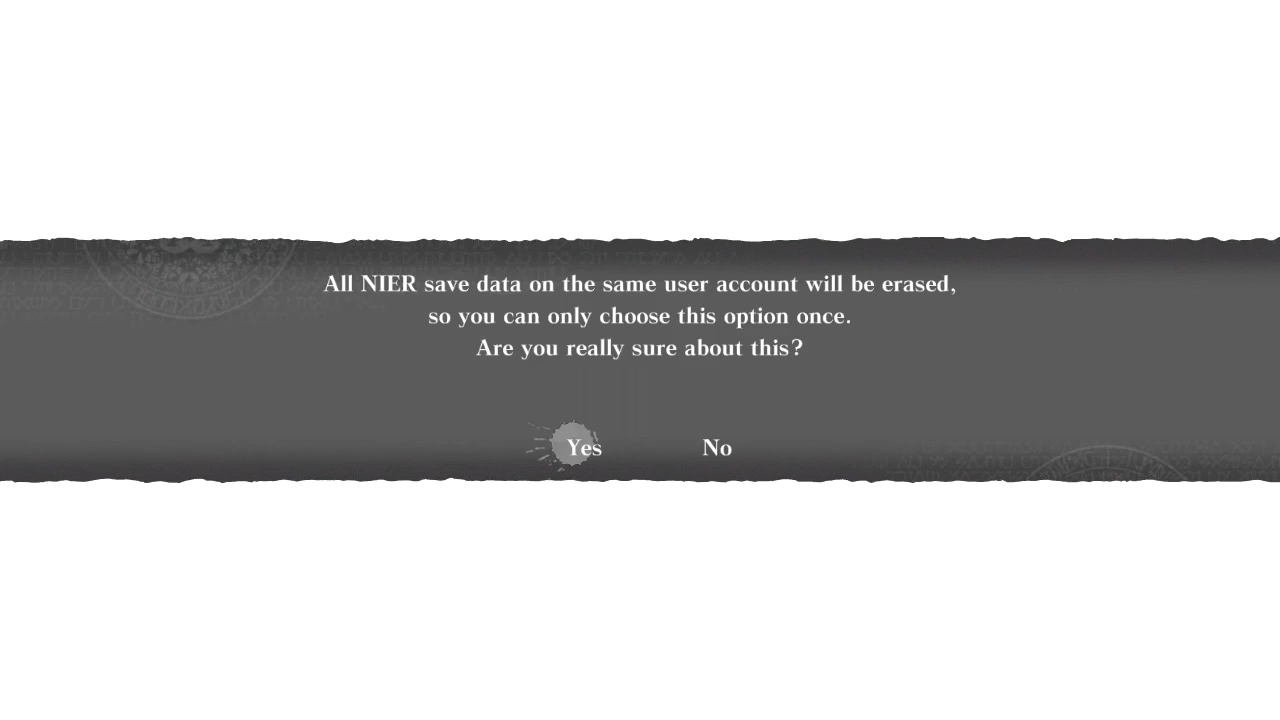 All NIER save data on the same user account will be erased,
so you can only choose this option once.
Are you really sure about this?
Yes No